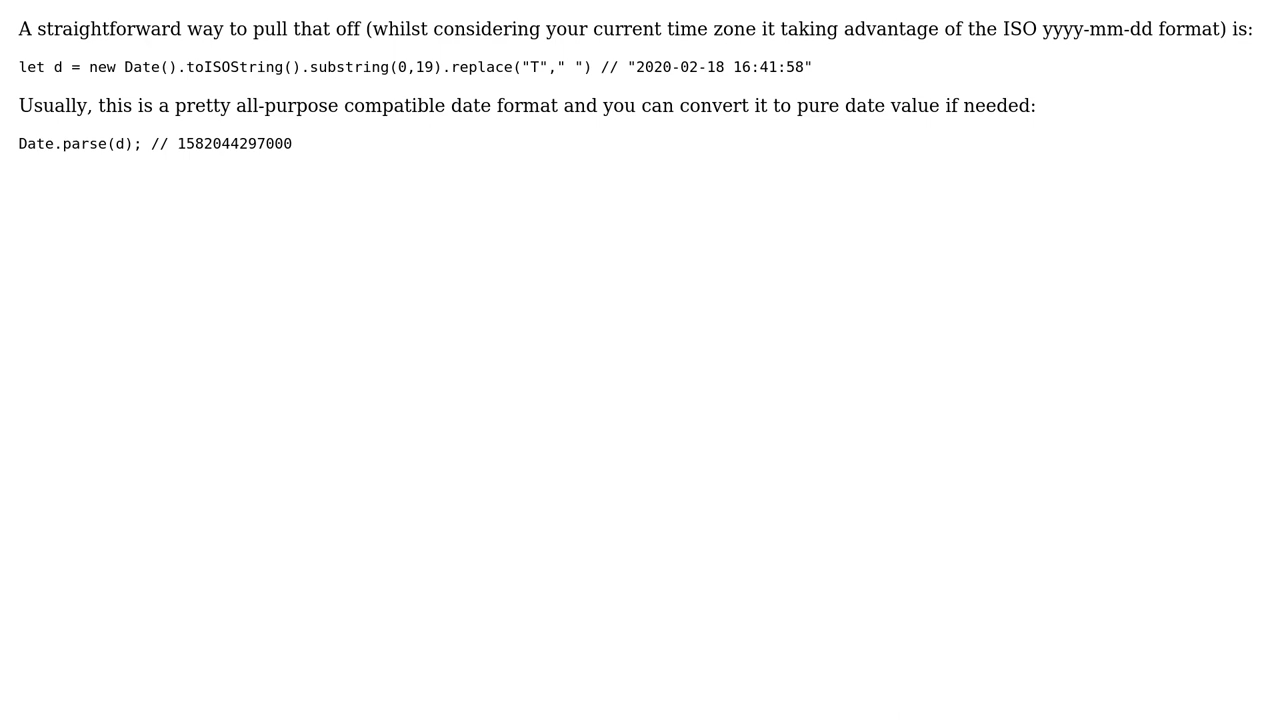 A straightforward way to pull that off (whilst considering your current time zone it taking advantage of the ISO yyyy-mm-dd format) is:
let d = new Date().toISOString().substring(0,19).replace("T"," ") // "2020-02-18 16:41:58"
Usually, this is a pretty all-purpose compatible date format and you can convert it to pure date value if needed:
Date.parse(d); // 1582044297000